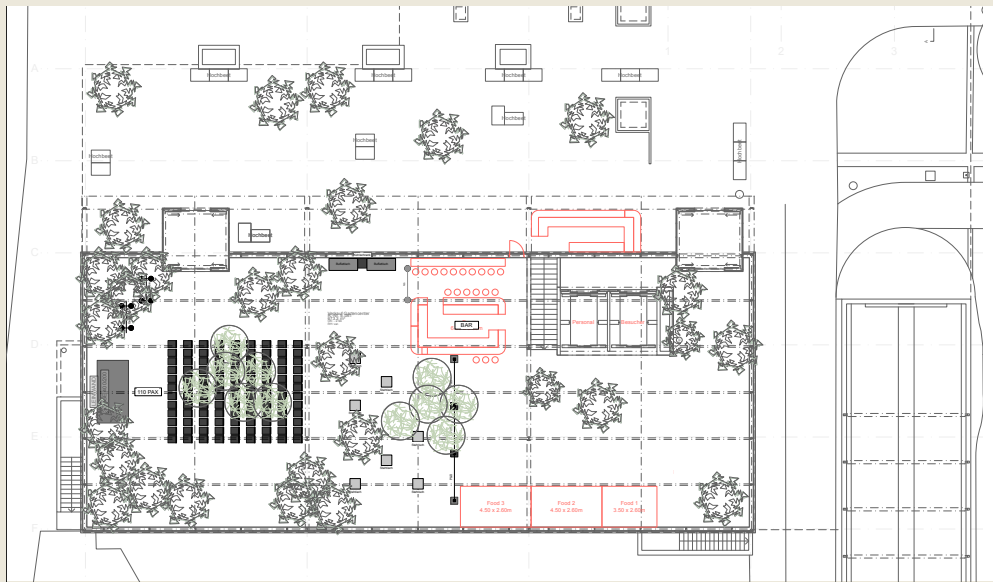 1
2
3
A
Hochbeet
Hochbeet
Hochbeet
Hochbeet
Hochbeet
Hochbeet
Hochbeet
B
Hochbeet
Hochbeet
C
D
BAR
Personal
Besucher
110 PAX
E
Food 3
4.50 x 2.60m
Food 2
4.50 x 2.60m
Food 1
3.50 x 2.60m
F